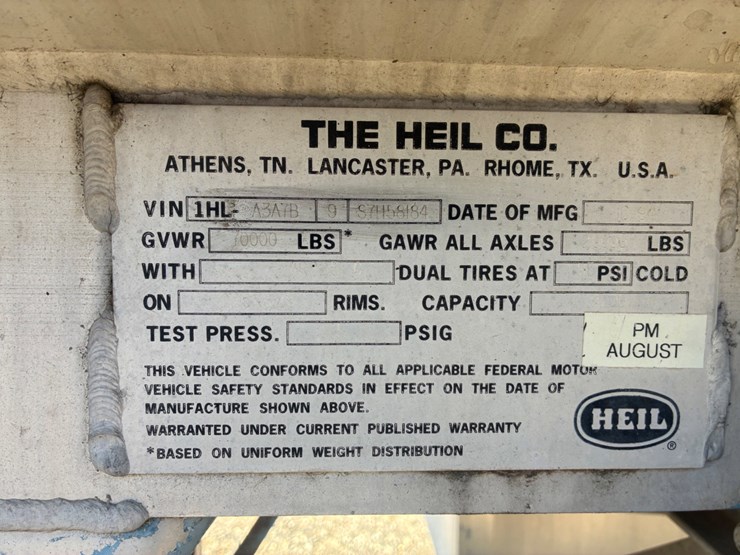 THE HEIL CO.
ATHENS, TN. LANCASTER, PA. RHOME, TX. U.S.A.
VIN 1HL- A3A7B 9 DATE OF MFG
GVWR LBS* GAWR ALL AXLES LBS
WITH DUAL TIRES AT PSI COLD
ON RIMS. CAPACITY
TEST PRESS. PSIG
PM
AUGUST
THIS VEHICLE CONFORMS TO ALL APPLICABLE FEDERAL MOTOR
VEHICLE SAFETY STANDARDS IN EFFECT ON THE DATE OF
MANUFACTURE SHOWN ABOVE.
WARRANTED UNDER CURRENT PUBLISHED WARRANTY
*BASED ON UNIFORM WEIGHT DISTRIBUTION
HEIL®